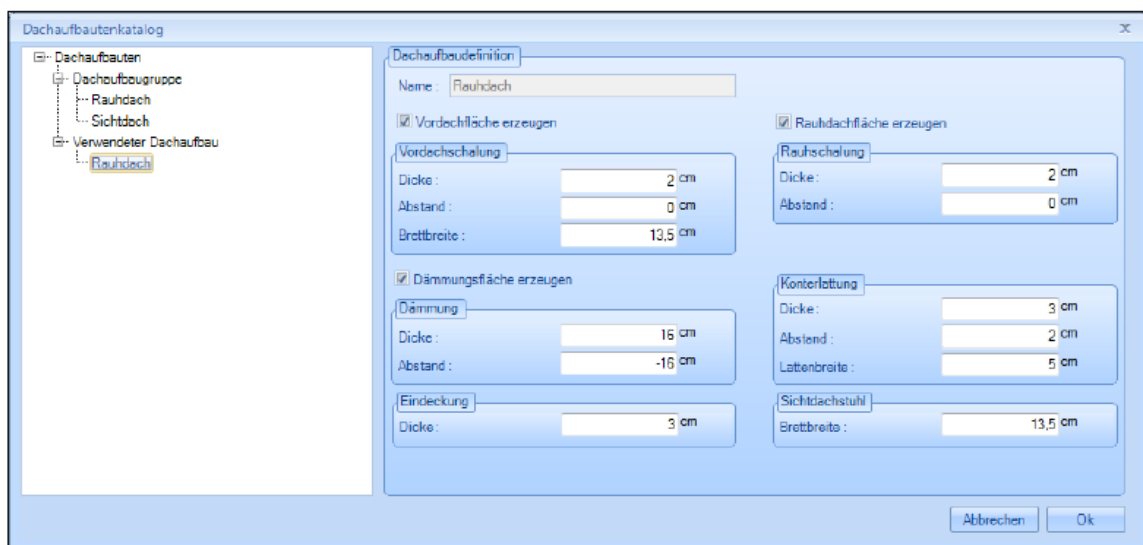 Dachaufbautenkatalog x
Dachaufbauten
Dachaufbaugruppe
Rauhdach
Sichtdach
Verwendeter Dachaufbau
Rauhdach
Dachaufbaudefinition
Name : Rauhdach
Vordachfläche erzeugen
Vordachschalung
Dicke : 2 cm
Abstand : 0 cm
Brettbreite : 13,5 cm
Dämmungsfläche erzeugen
Dämmung
Dicke : 16 cm
Abstand : -16 cm
Eindeckung
Dicke : 3 cm
Rauhdachfläche erzeugen
Rauhschalung
Dicke : 2 cm
Abstand : 0 cm
Konterlattung
Dicke : 3 cm
Abstand : 2 cm
Lattenbreite : 5 cm
Sichtdachstuhl
Brettbreite : 13,5 cm
Abbrechen Ok